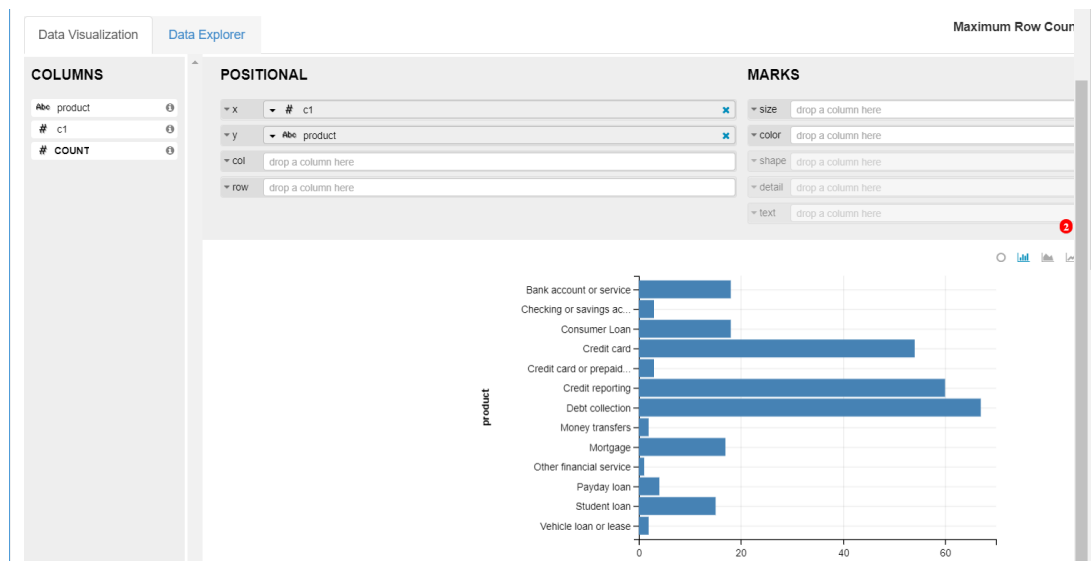 Data Visualization
Data Explorer
Maximum Row Coun
COLUMNS
Abc product
# c1
# COUNT
POSITIONAL
x # c1
y Abc product
col drop a column here
row drop a column here
MARKS
size drop a column here
color drop a column here
shape drop a column here
detail drop a column here
text drop a column here
2
product
Bank account or service
Checking or savings ac...
Consumer Loan
Credit card
Credit card or prepaid...
Credit reporting
Debt collection
Money transfers
Mortgage
Other financial service
Payday loan
Student loan
Vehicle loan or lease
0 20 40 60